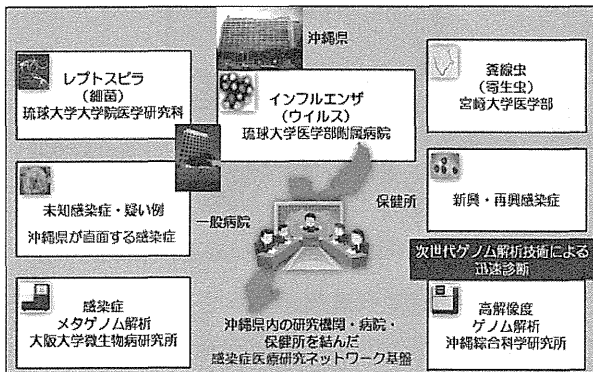 沖縄県
レプトスピラ
（細菌）
琉球大学大学院医学研究科
インフルエンザ
（ウイルス）
琉球大学医学部附属病院
糞線虫
（寄生虫）
宮崎大学医学部
未知感染症・疑い例
沖縄県が直面する感染症
一般病院
保健所
新興・再興感染症
次世代ゲノム解析技術による
迅速診断
感染症
メタゲノム解析
大阪大学微生物病研究所
沖縄県内の研究機関・病院・
保健所を結んだ
感染症医療研究ネットワーク基盤
高解像度
ゲノム解析
沖縄綜合科学研究所